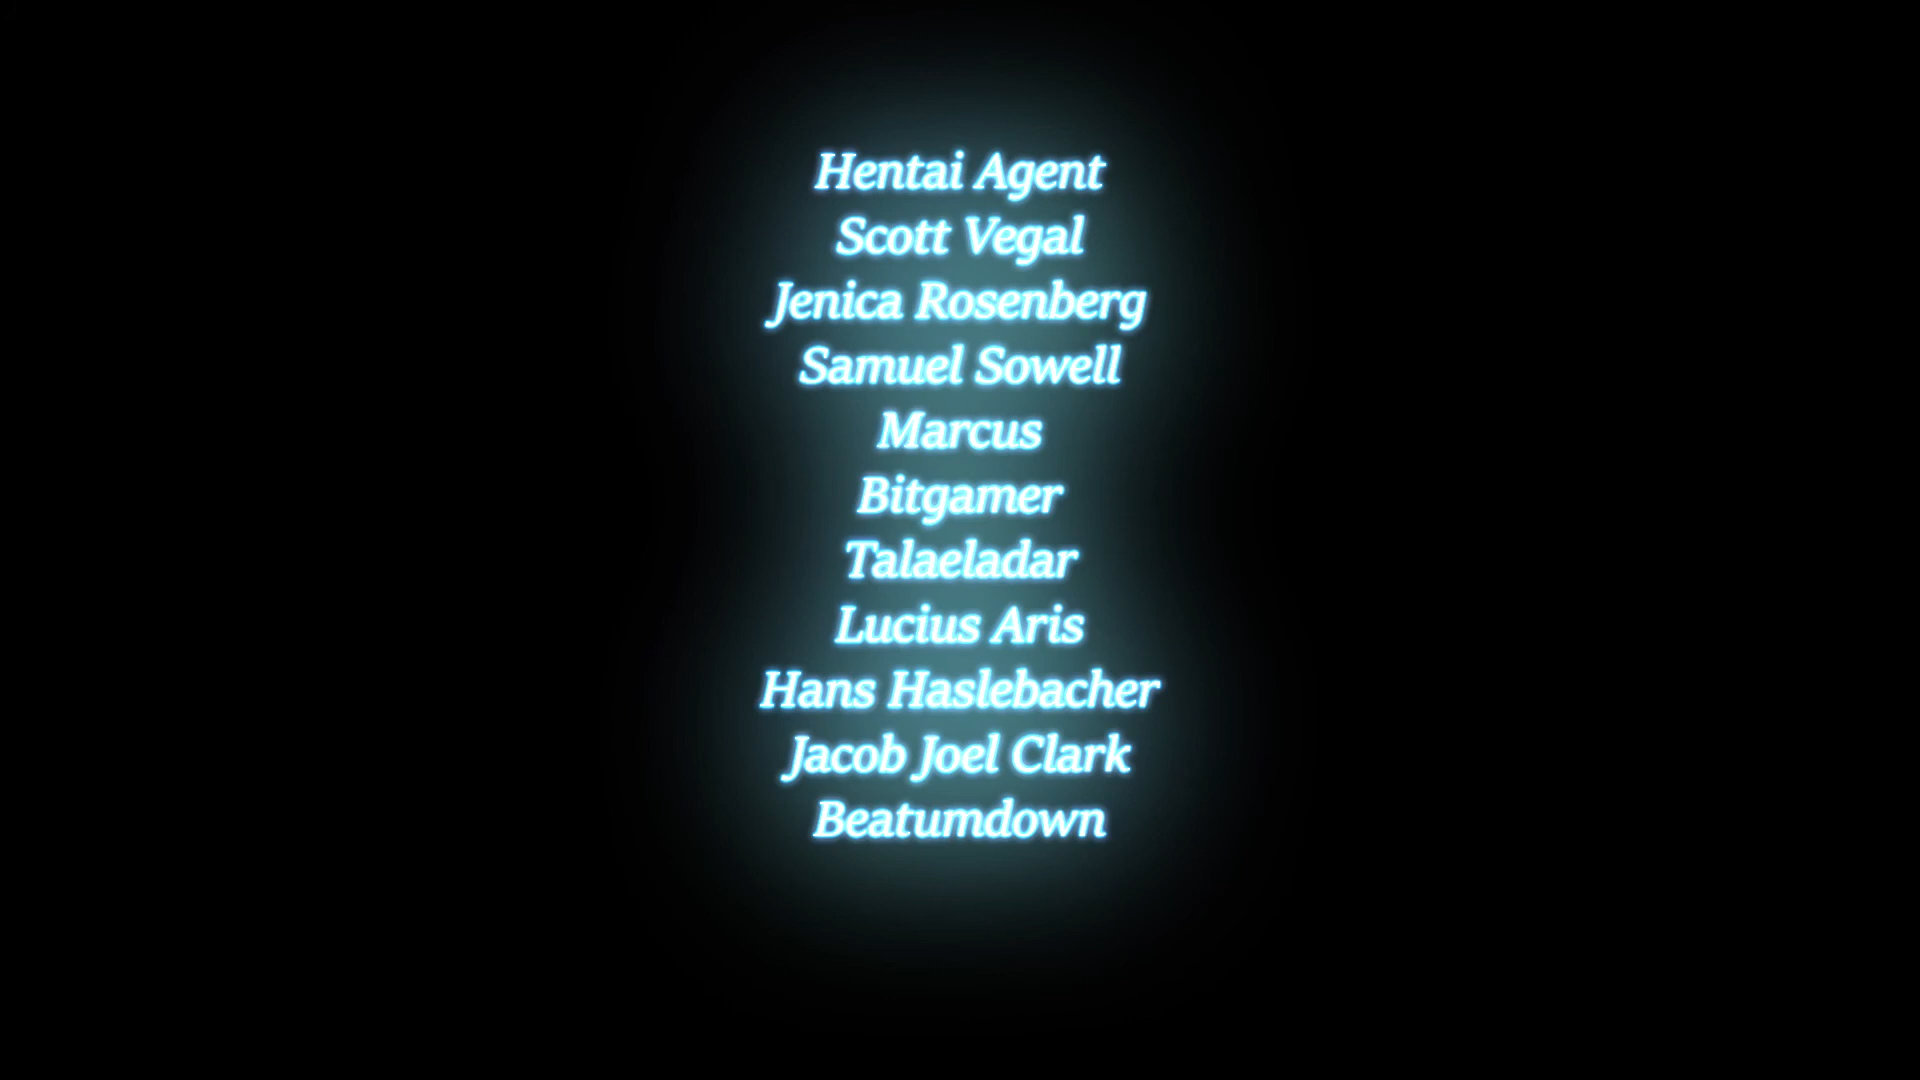 Hentai Agent
Scott Vegal
Jenica Rosenberg
Samuel Sowell
Marcus
Bitgamer
Talaeladar
Lucius Aris
Hans Haslebacher
Jacob Joel Clark
Beatumdown